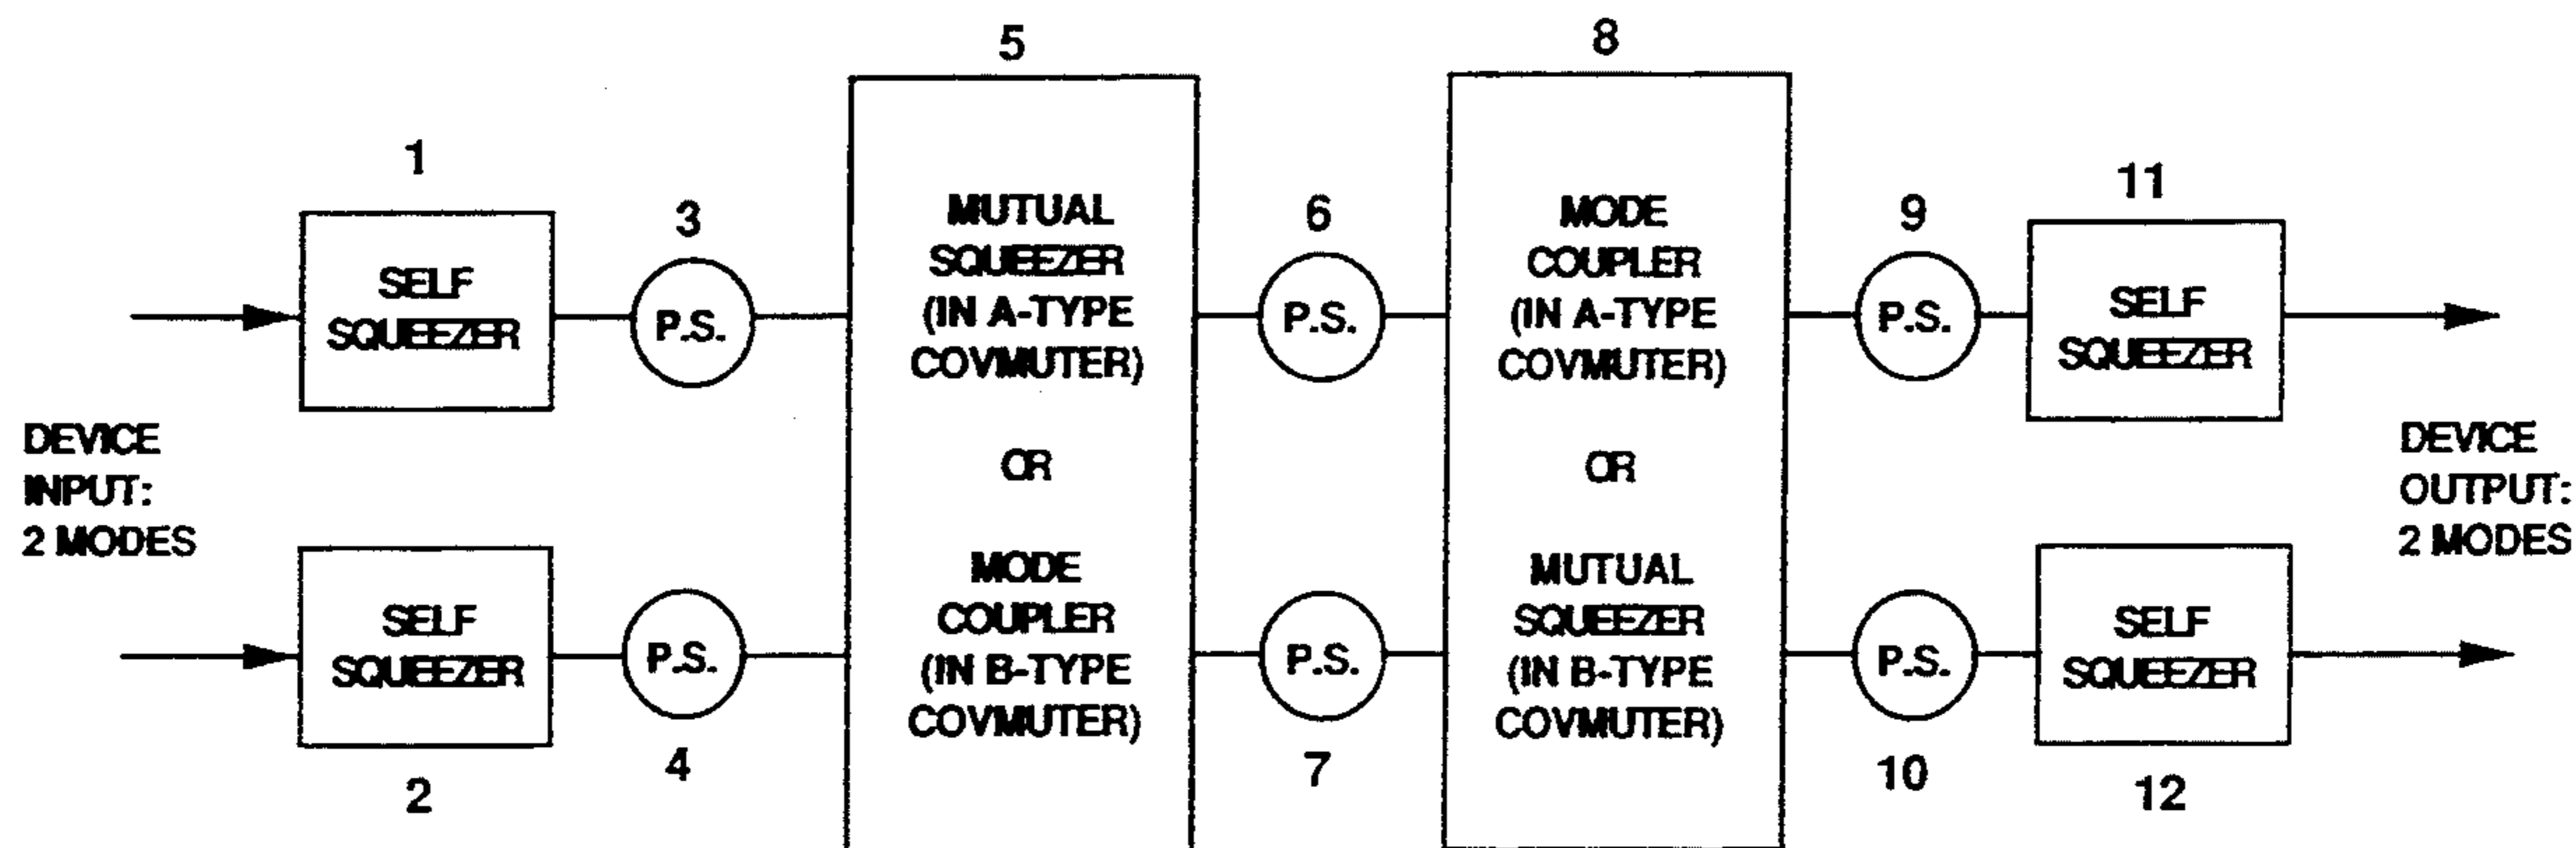 5
8
1
11
3
6
9
MUTUAL
SQUEEZER
(IN A-TYPE
COVMUTER)
OR
MODE
COUPLER
(IN B-TYPE
COVMUTER)
MODE
COUPLER
(IN A-TYPE
COVMUTER)
OR
MUTUAL
SQUEEZER
(IN B-TYPE
COVMUTER)
SELF
SQUEEZER
P.S.
P.S.
P.S.
SELF
SQUEEZER
DEVICE
INPUT:
2 MODES
DEVICE
OUTPUT:
2 MODES
SELF
SQUEEZER
P.S.
P.S.
P.S.
SELF
SQUEEZER
2
4
7
10
12